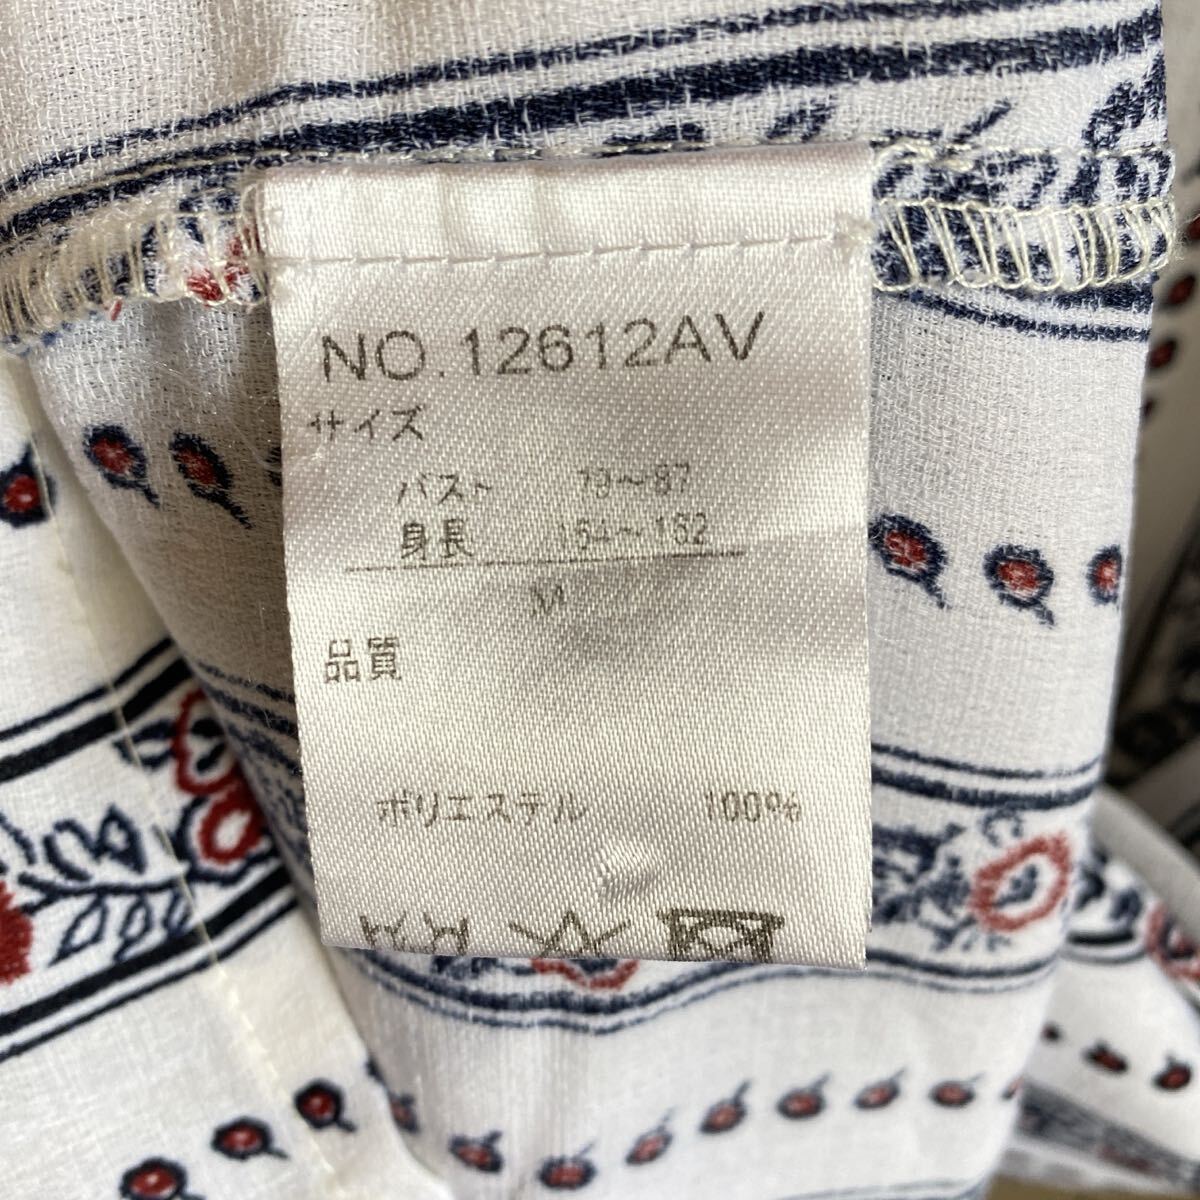 NO.12612AV
サイズ
バスト 79～87
身長 154～162
M
品質
ポリエステル 100%